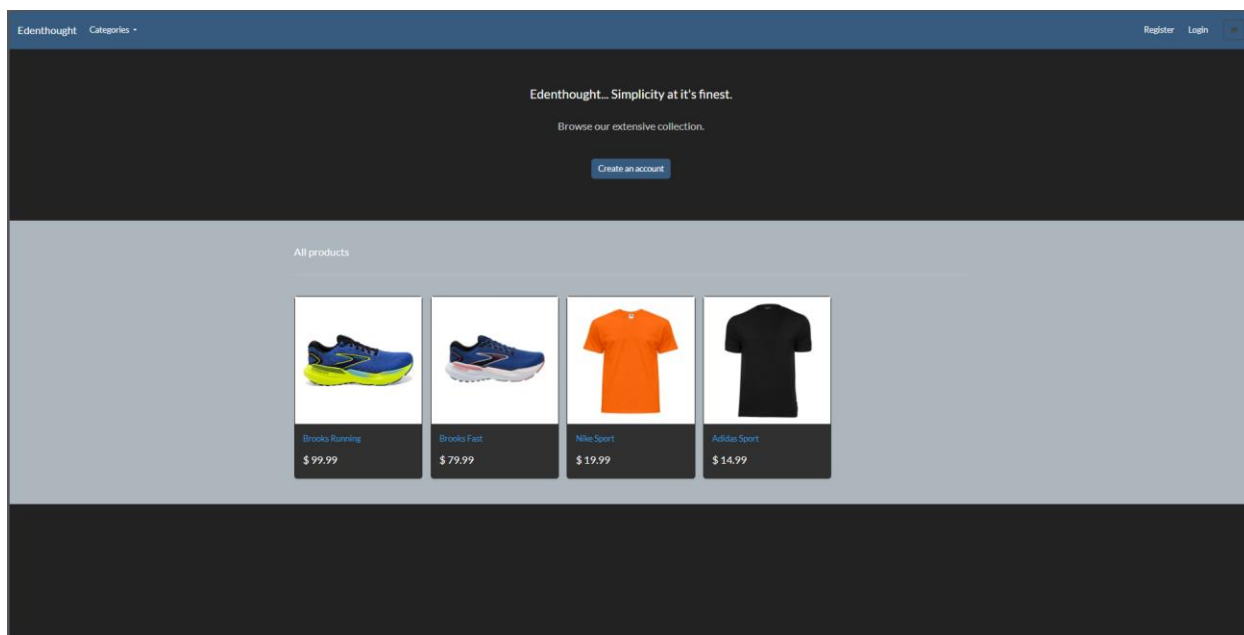 Edenthought Categories Register Login
Edenthought... Simplicity at it's finest.
Browse our extensive collection.
Create an account
All products
Brooks Running
$ 99.99
Brooks Fast
$ 79.99
Nike Sport
$ 19.99
Adidas Sport
$ 14.99